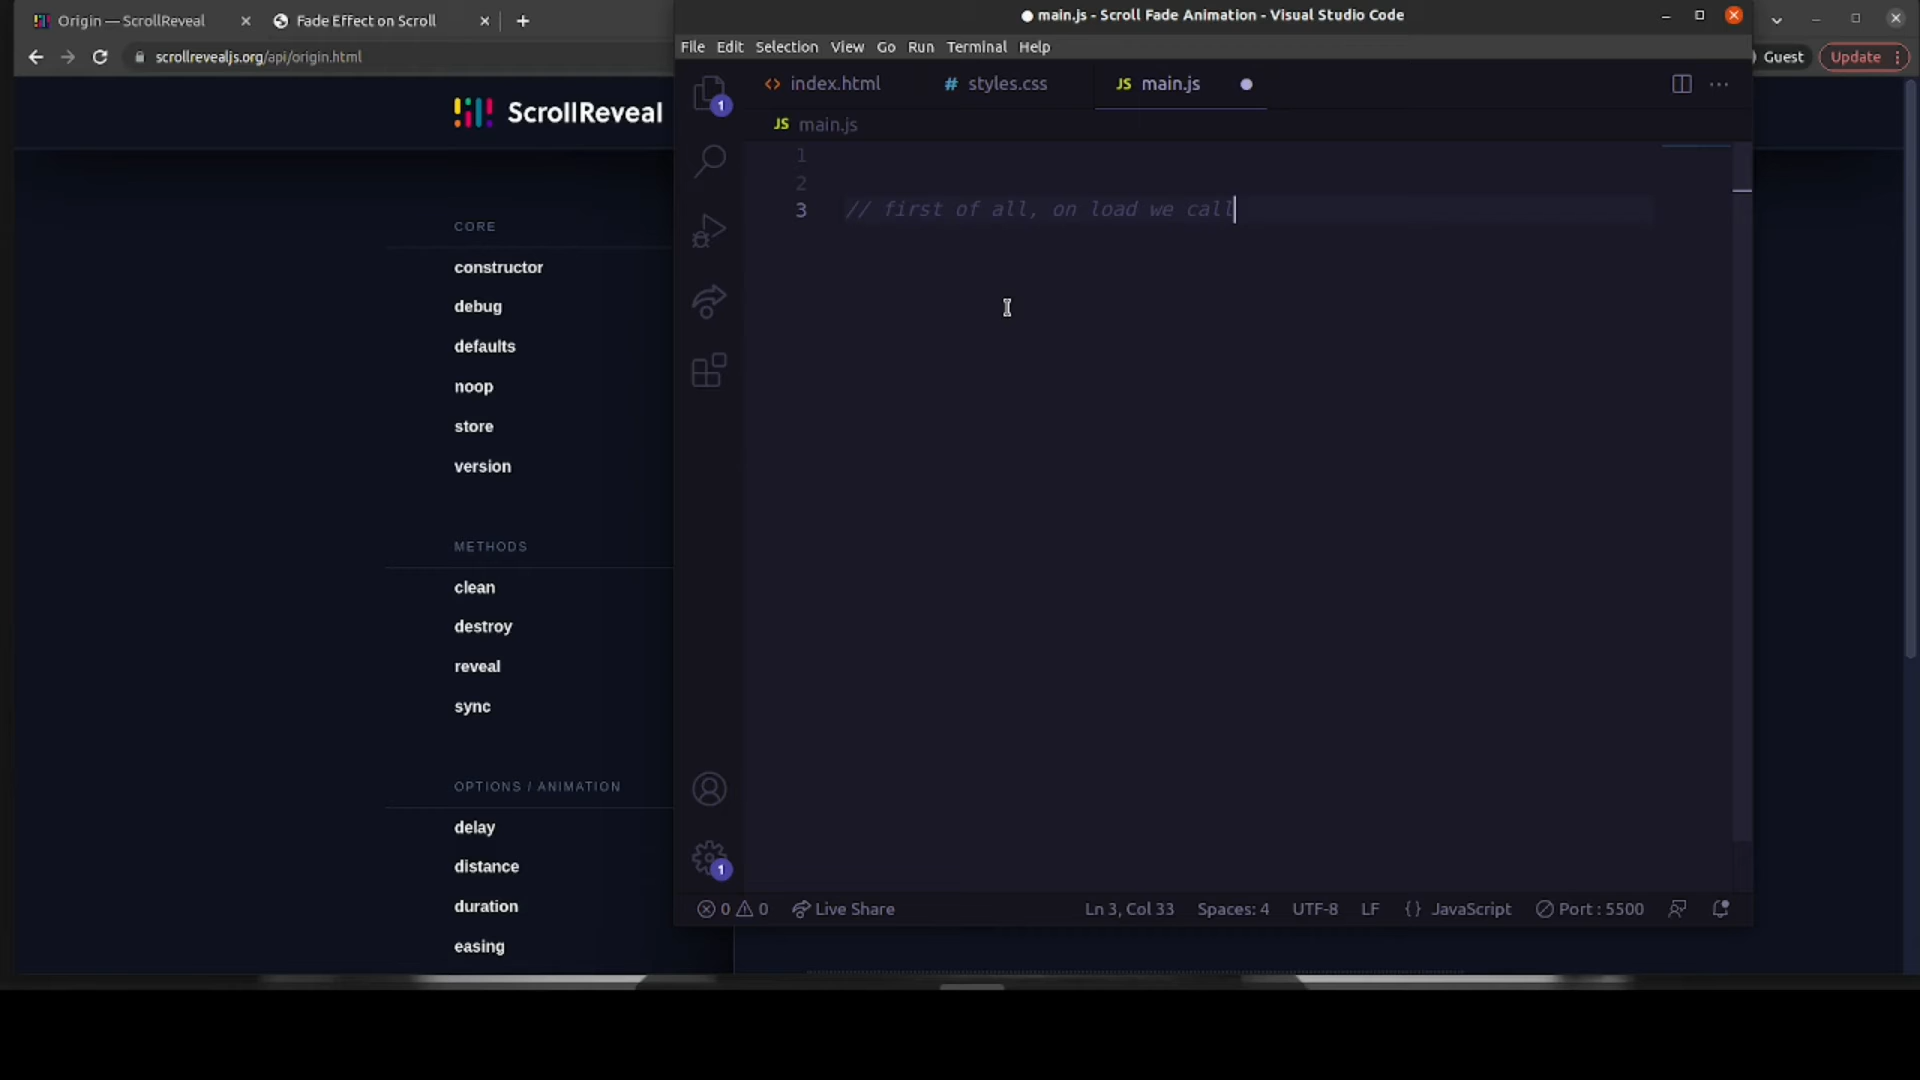 Origin — ScrollReveal
Fade Effect on Scroll
main.js - Scroll Fade Animation - Visual Studio Code
scrollrevealjs.org/api/origin.html
Guest
Update
File Edit Selection View Go Run Terminal Help
index.html
# styles.css
JS main.js
ScrollReveal
JS main.js
1
2
3 // first of all, on load we call
CORE
constructor
debug
defaults
noop
store
version
METHODS
clean
destroy
reveal
sync
OPTIONS / ANIMATION
delay
distance
duration
easing
1
1
0 0 Live Share Ln 3, Col 33 Spaces: 4 UTF-8 LF {} JavaScript Port : 5500